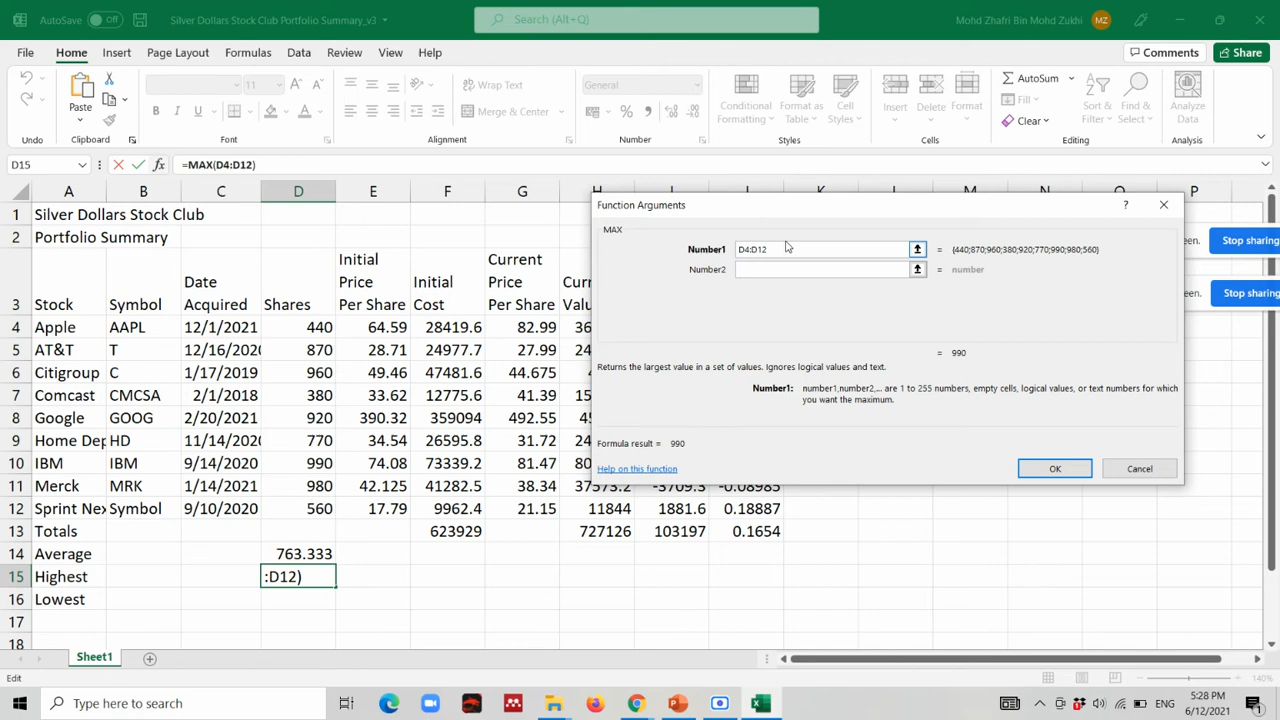 AutoSave Off Silver Dollars Stock Club Portfolio Summary_v3 Search (Alt+Q) Mohd Zhafri Bin Mohd Zukhi MZ
File Home Insert Page Layout Formulas Data Review View Help Comments Share
Paste 11 Wrap Text General Conditional Formatting Format as Table Cell Styles Insert Delete Format AutoSum Sort & Filter Find & Select Analyze Data
B I U A Merge & Center % Fill
Clear
Undo Clipboard Font Alignment Number Styles Cells Editing Analysis
D15 fx =MAX(D4:D12)
A B C D E F G H I J K L M N O P
1 Silver Dollars Stock Club
2 Portfolio Summary
3 Stock Symbol Date Acquired Shares Initial Price Per Share Initial Cost Current Price Per Share
4 Apple AAPL 12/1/2021 440 64.59 28419.6 82.99 36
5 AT&T T 12/16/2020 870 28.71 24977.7 27.99 24
6 Citigroup C 1/17/2019 960 49.46 47481.6 44.675
7 Comcast CMCSA 2/1/2018 380 33.62 12775.6 41.39 15
8 Google GOOG 2/20/2021 920 390.32 359094 492.55 45
9 Home Dep HD 11/14/2020 770 34.54 26595.8 31.72 24
10 IBM IBM 9/14/2020 990 74.08 73339.2 81.47 80
11 Merck MRK 1/14/2021 980 42.125 41282.5 38.34 37573.2 -3709.3 -0.08985
12 Sprint Nex Symbol 9/10/2020 560 17.79 9962.4 21.15 11844 1881.6 0.18887
13 Totals 623929 727126 103197 0.1654
14 Average 763.333
15 Highest :D12)
16 Lowest
17
18
Function Arguments ?
MAX
Number1 D4:D12 = {440;870;960;380;920;770;990;980;560}
Number2 = number
= 990
Returns the largest value in a set of values. Ignores logical values and text.
Number1: number1,number2,... are 1 to 255 numbers, empty cells, logical values, or text numbers for which
you want the maximum.
Formula result = 990
Help on this function OK Cancel
Stop sharing
een. Stop sharing
Sheet1
Edit 140%
Type here to search ENG 5:28 PM
6/12/2021